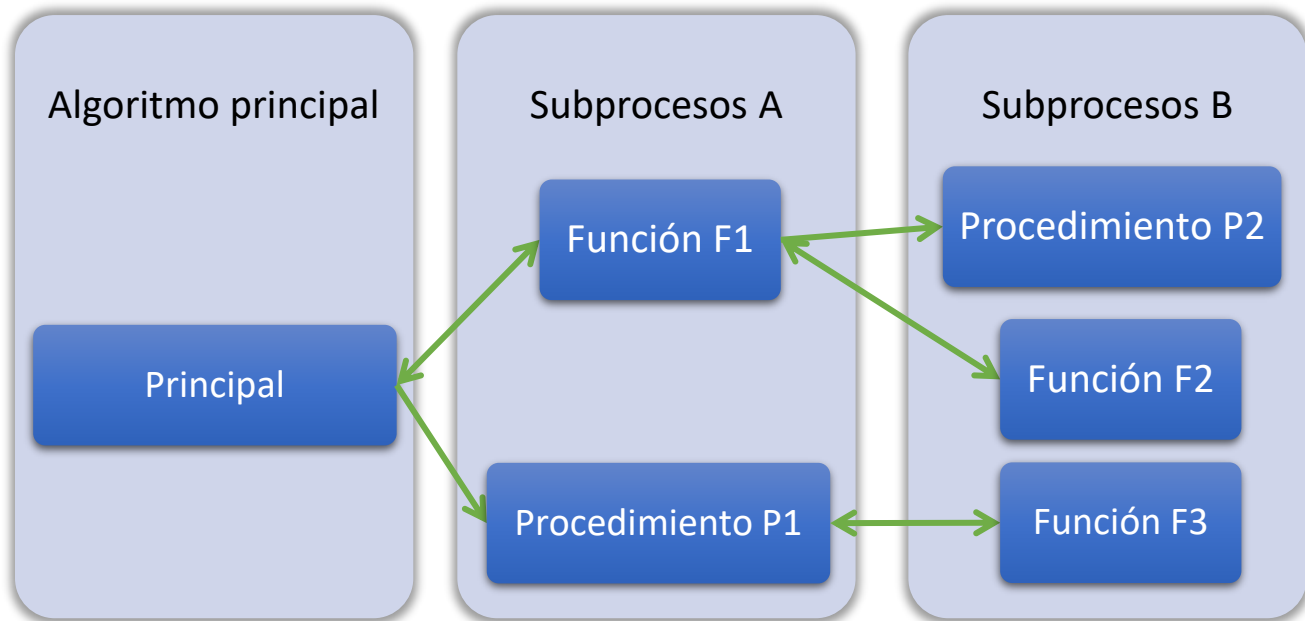 Algoritmo principal
Principal
Subprocesos A
Función F1
Procedimiento P1
Subprocesos B
Procedimiento P2
Función F2
Función F3